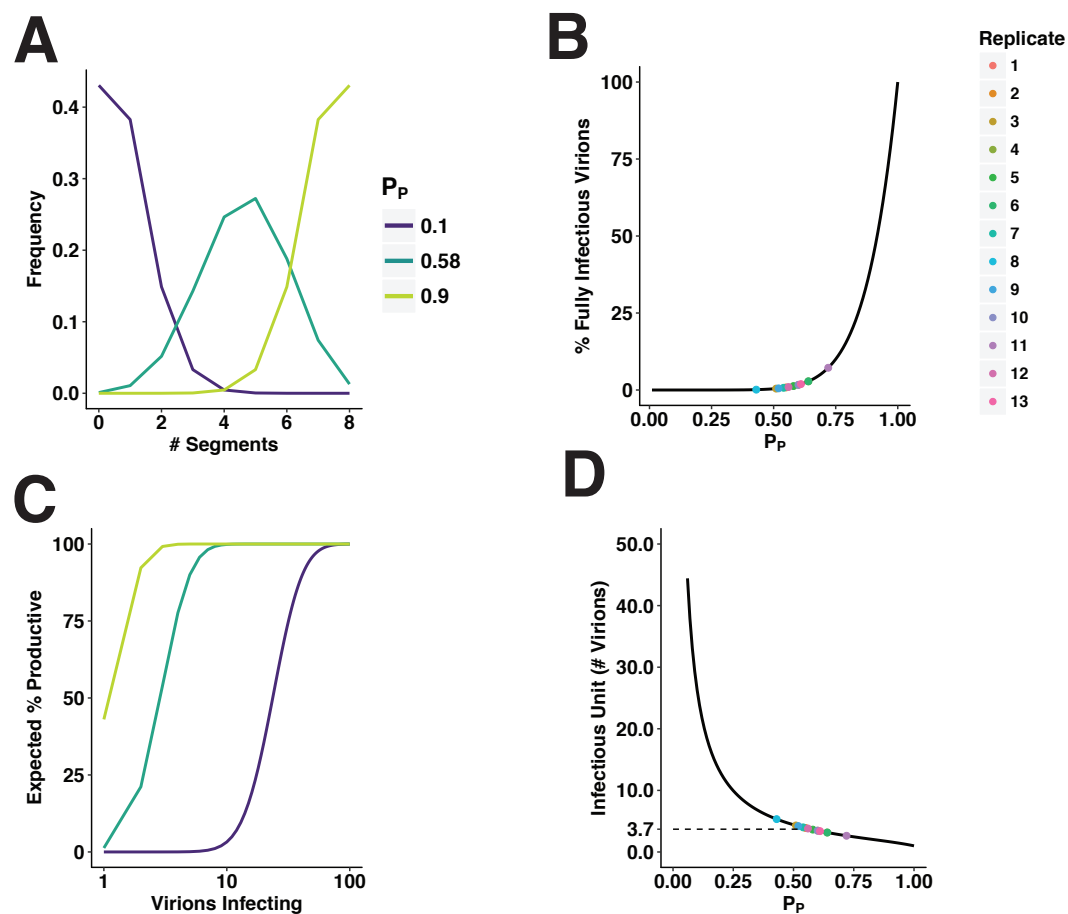 A
Frequency
0.4
0.3
0.2
0.1
0.0
0 2 4 6 8
# Segments
P_P
0.1
0.58
0.9
B
% Fully Infectious Virions
100
75
50
25
0
0.00 0.25 0.50 0.75 1.00
P_P
Replicate
1
2
3
4
5
6
7
8
9
10
11
12
13
C
Expected % Productive
100
75
50
25
0
1 10 100
Virions Infecting
D
Infectious Unit (# Virions)
50.0
40.0
30.0
20.0
10.0
3.7
0.0
0.00 0.25 0.50 0.75 1.00
P_P